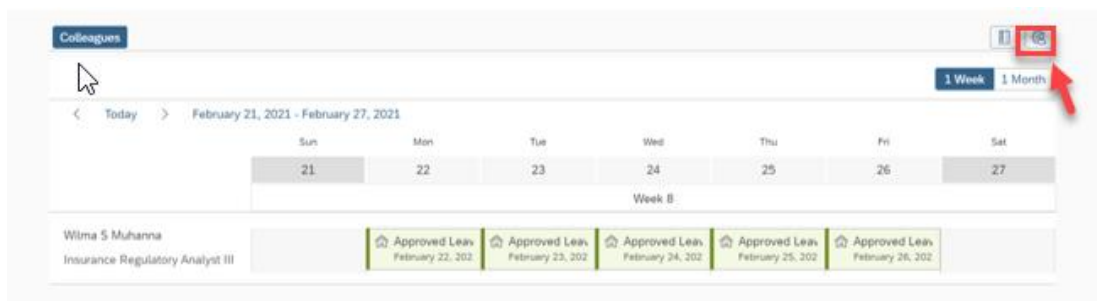 Colleagues
1 Week 1 Month
< Today > February 21, 2021 - February 27, 2021
Sun Mon Tue Wed Thu Fri Sat
21 22 23 24 25 26 27
Week 8
Wilma S Muhanna
Insurance Regulatory Analyst III
Approved Leav Approved Leav Approved Leav Approved Leav Approved Leav
February 22, 202 February 23, 202 February 24, 202 February 25, 202 February 26, 202